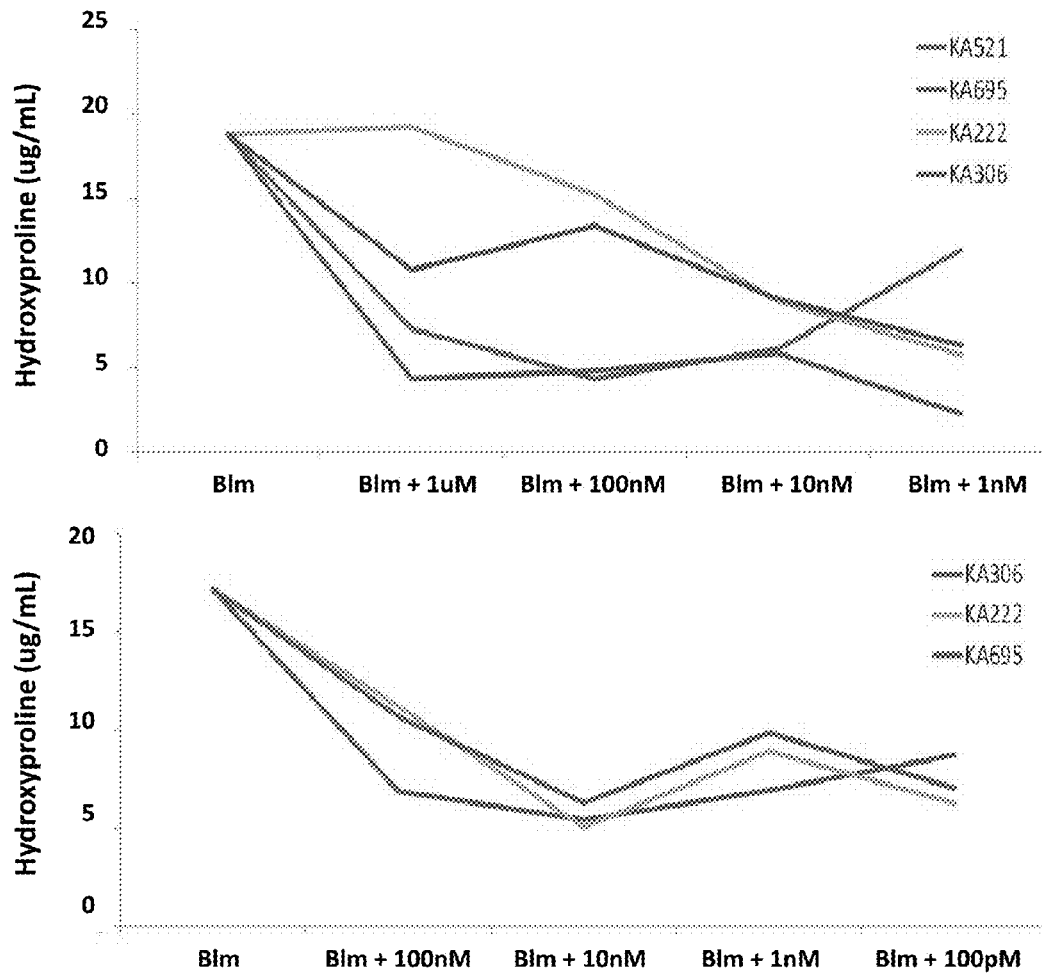 25
20
15
10
5
0
Hydroxyproline (ug/mL)
KA521
KA695
KA222
KA306
Blm
Blm + 1uM
Blm + 100nM
Blm + 10nM
Blm + 1nM
20
15
10
5
0
Hydroxyproline (ug/mL)
KA306
KA222
KA695
Blm
Blm + 100nM
Blm + 10nM
Blm + 1nM
Blm + 100pM